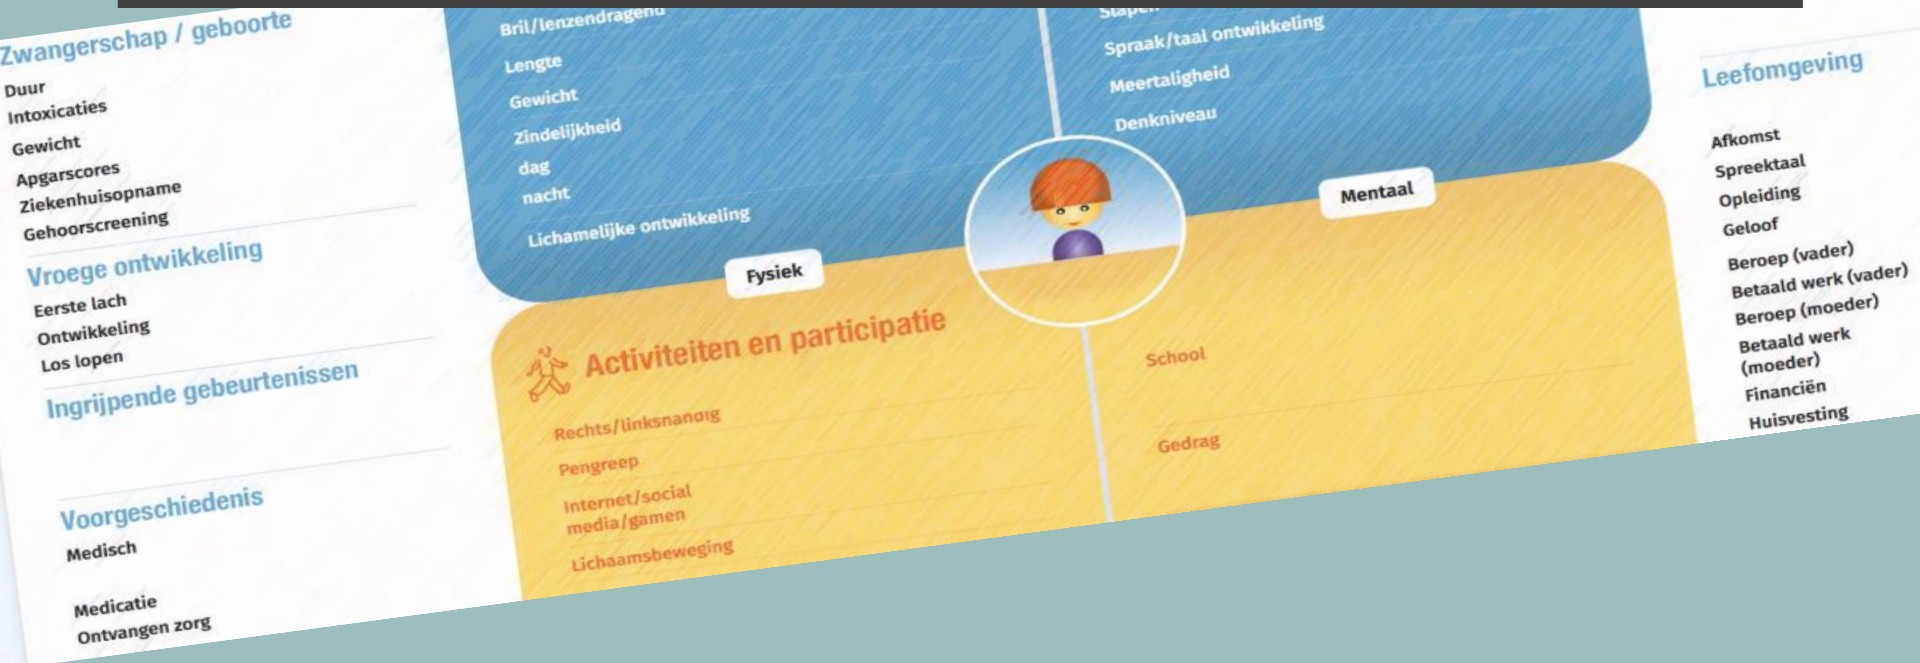 Zwangerschap / geboorte
Duur
Intoxicaties
Gewicht
Apgarscores
Ziekenhuisopname
Gehoorscreening
Vroege ontwikkeling
Eerste lach
Ontwikkeling
Los lopen
Ingrijpende gebeurtenissen
Voorgeschiedenis
Medisch
Medicatie
Ontvangen zorg
Bril/lenzendragend
Lengte
Gewicht
Zindelijkheid
dag
nacht
Lichamelijke ontwikkeling
Fysiek
Slapen
Spraak/taal ontwikkeling
Meertaligheid
Denkniveau
Mentaal
Activiteiten en participatie
Rechts/linkshandig
Pengreep
Internet/social
media/gamen
Lichaamsbeweging
School
Gedrag
Leefomgeving
Afkomst
Spreektaal
Opleiding
Geloof
Beroep (vader)
Betaald werk (vader)
Beroep (moeder)
Betaald werk
(moeder)
Financiën
Huisvesting